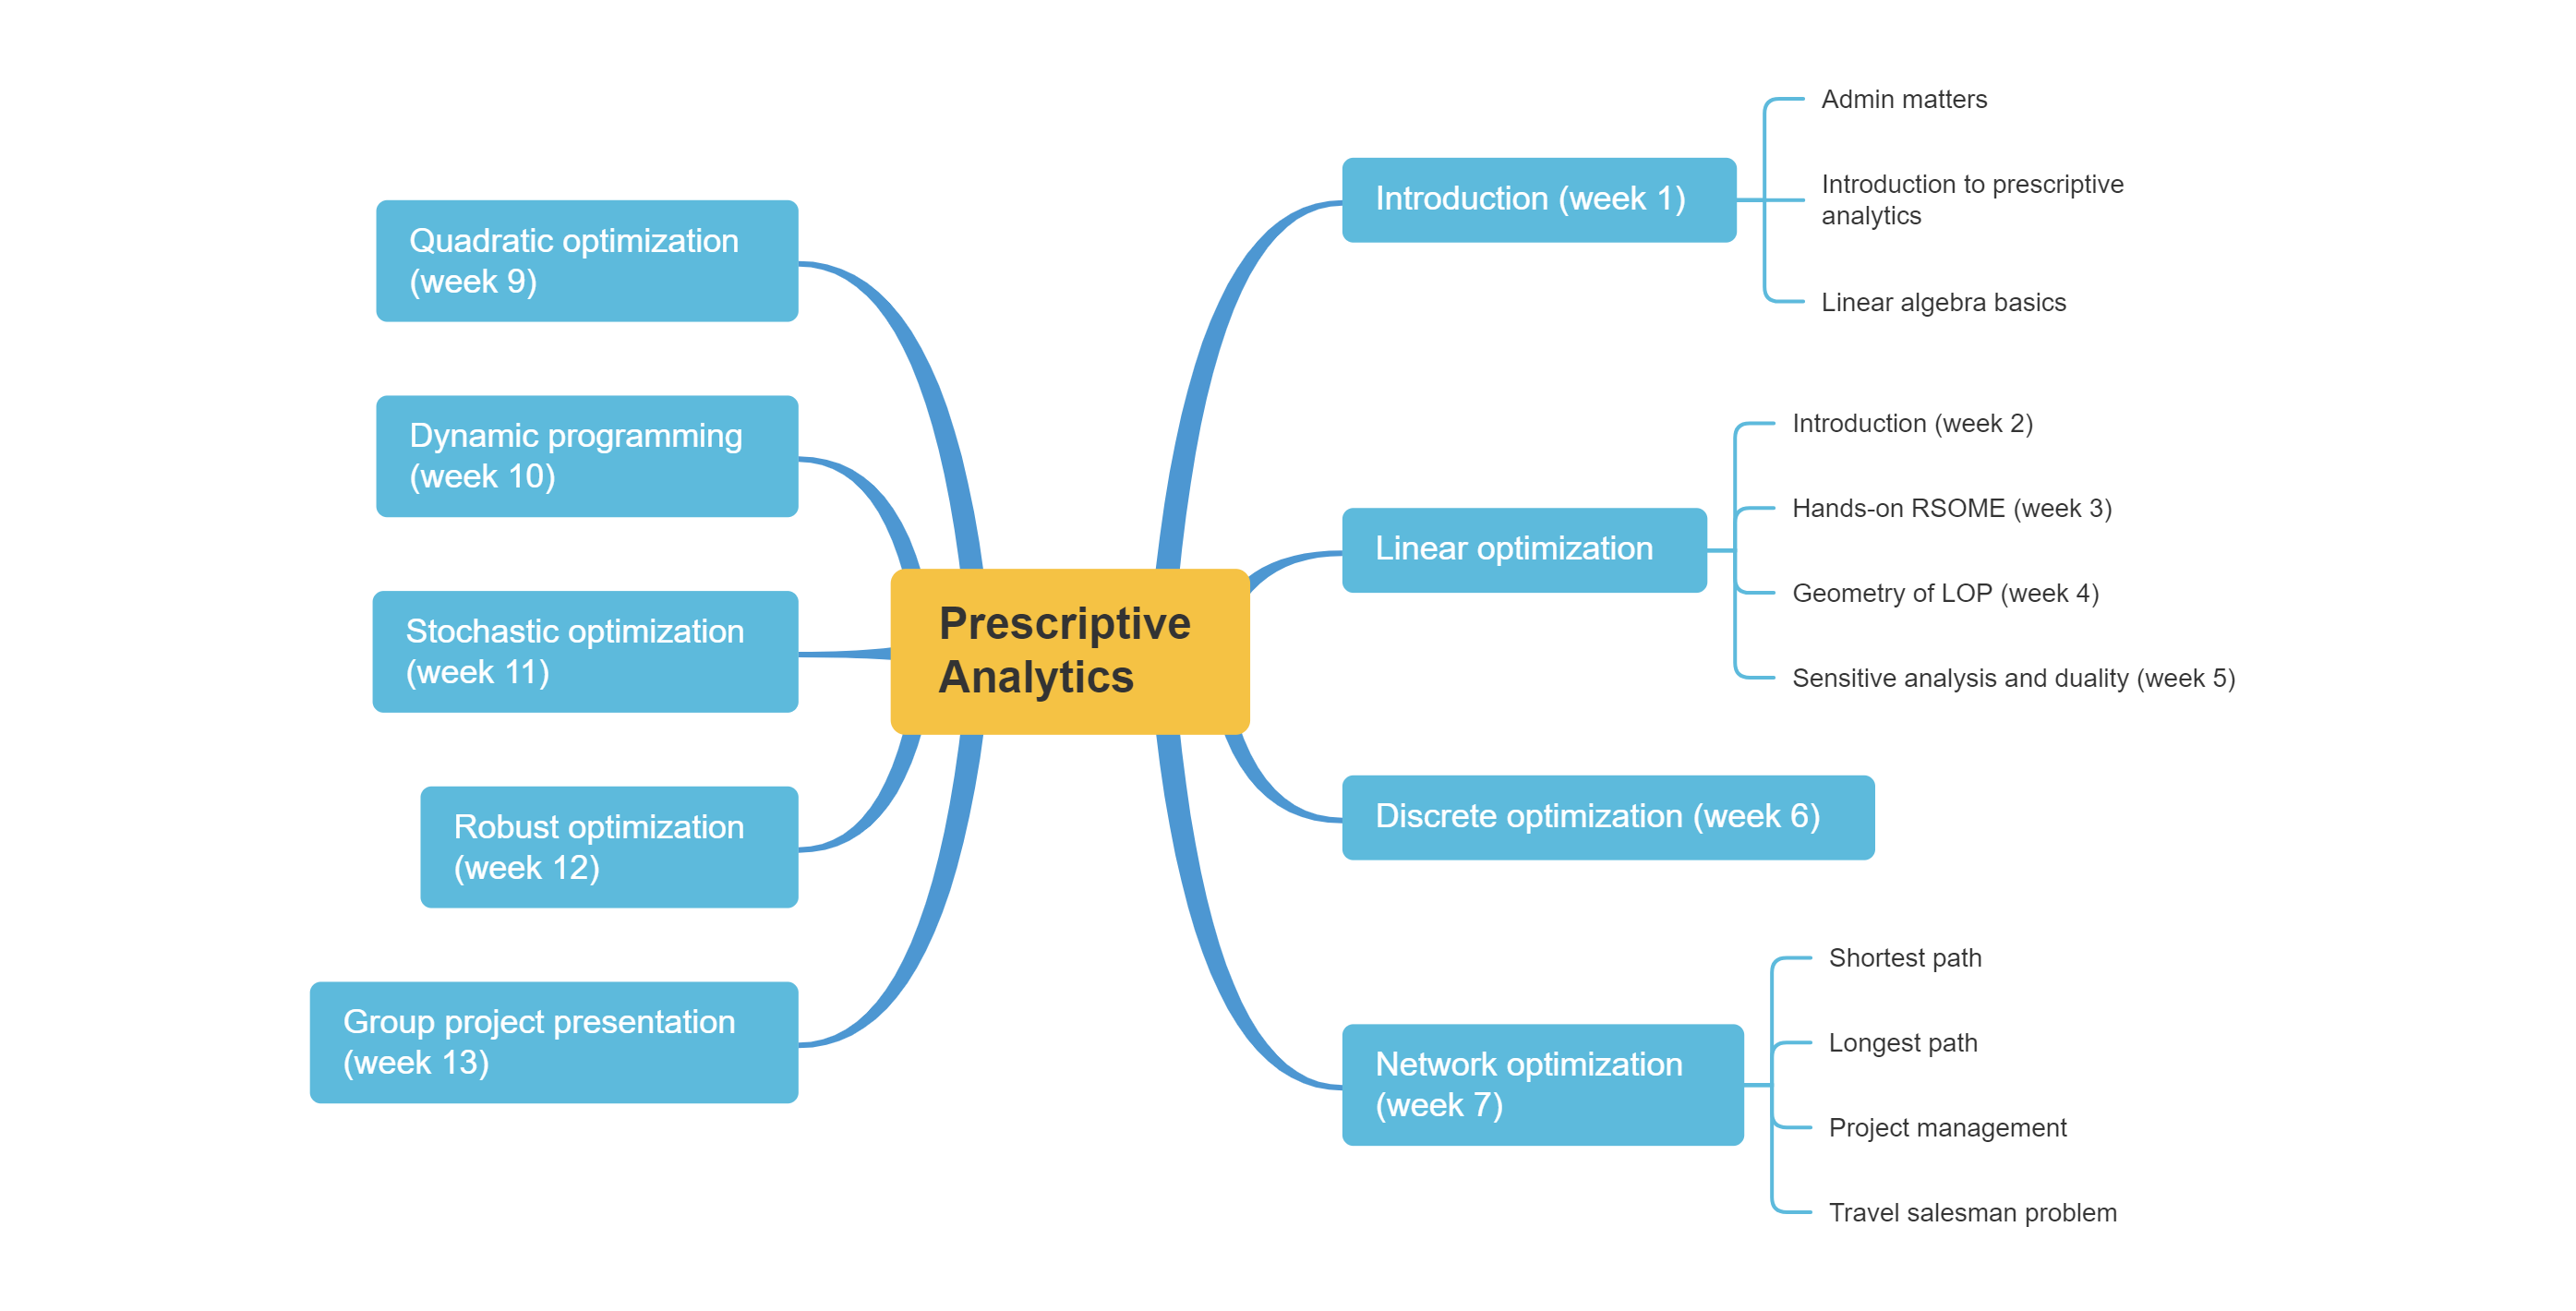 Prescriptive
Analytics
Introduction (week 1)
Admin matters
Introduction to prescriptive
analytics
Linear algebra basics
Linear optimization
Introduction (week 2)
Hands-on RSOME (week 3)
Geometry of LOP (week 4)
Sensitive analysis and duality (week 5)
Discrete optimization (week 6)
Network optimization
(week 7)
Shortest path
Longest path
Project management
Travel salesman problem
Quadratic optimization
(week 9)
Dynamic programming
(week 10)
Stochastic optimization
(week 11)
Robust optimization
(week 12)
Group project presentation
(week 13)